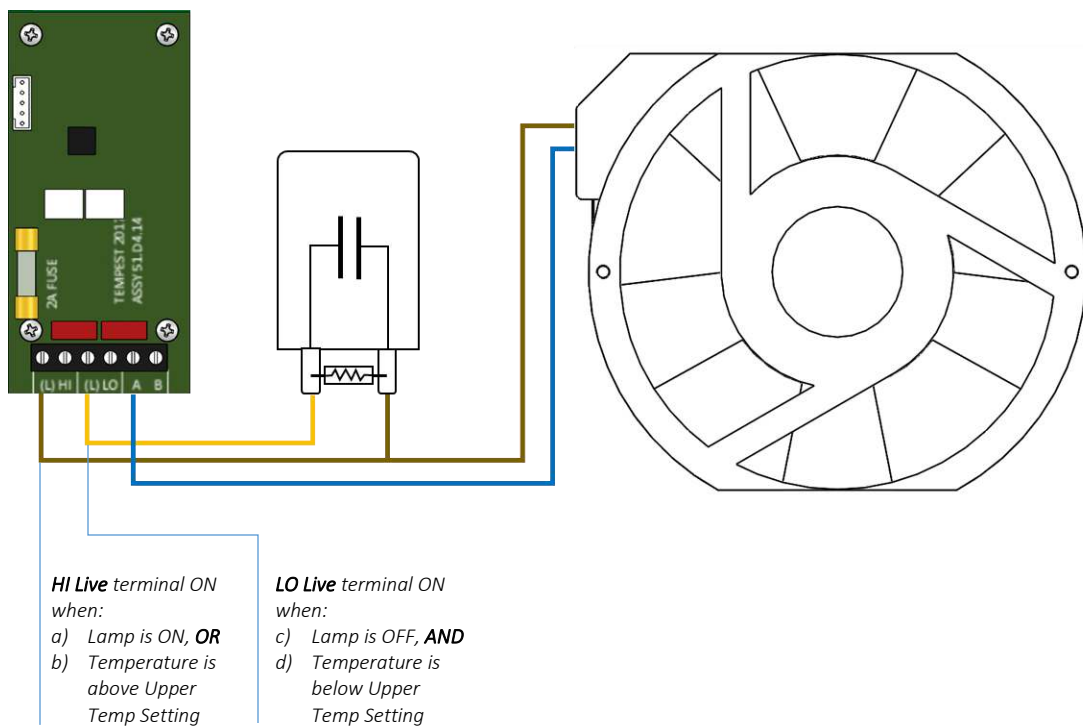 2A FUSE
TEMPEST 2017
ASSY 51.D4.14
(L) HI (L) LO A B
HI Live terminal ON
when:
a) Lamp is ON, OR
b) Temperature is
above Upper
Temp Setting
LO Live terminal ON
when:
c) Lamp is OFF, AND
d) Temperature is
below Upper
Temp Setting